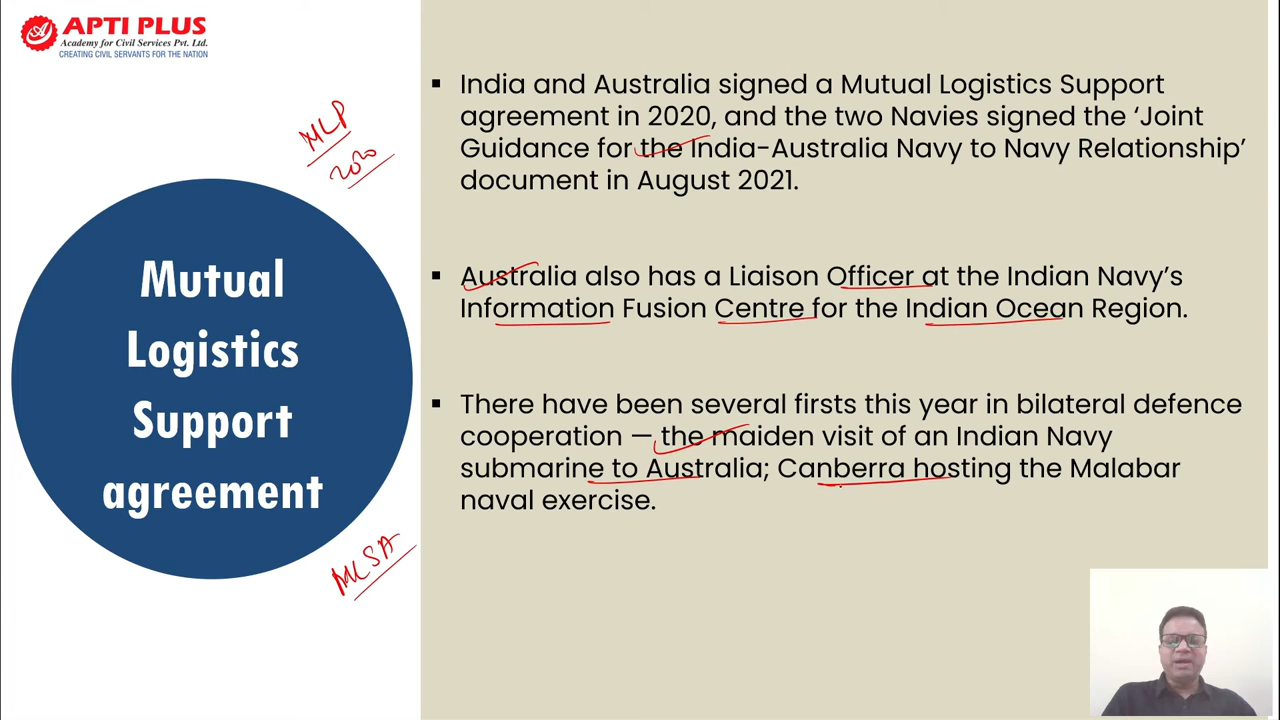 APTI PLUS
Academy for Civil Services Pvt. Ltd.
CREATING CIVIL SERVANTS FOR THE NATION
MLP
2020
Mutual
Logistics
Support
agreement
MLSA
▪ India and Australia signed a Mutual Logistics Support
agreement in 2020, and the two Navies signed the ‘Joint
Guidance for the India-Australia Navy to Navy Relationship’
document in August 2021.
▪ Australia also has a Liaison Officer at the Indian Navy’s
Information Fusion Centre for the Indian Ocean Region.
▪ There have been several firsts this year in bilateral defence
cooperation — the maiden visit of an Indian Navy
submarine to Australia; Canberra hosting the Malabar
naval exercise.